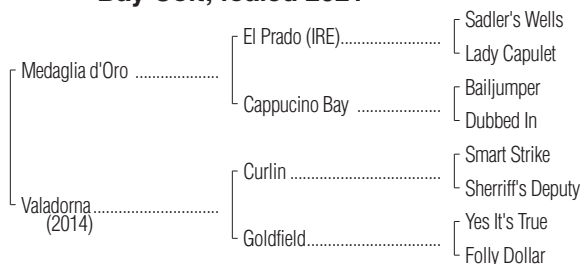 Bay Colt; foaled 2021
Sadler's Wells
El Prado (IRE)
Lady Capulet
Medaglia d'Oro
Bailjumper
Cappucino Bay
Dubbed In
Smart Strike
Curlin
Sherriff's Deputy
Valadorna
(2014)
Yes It's True
Goldfield
Folly Dollar